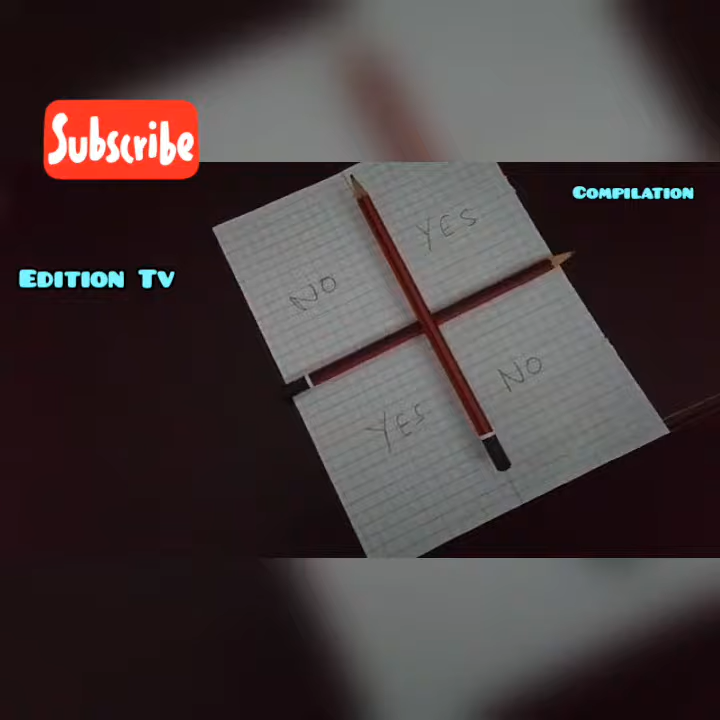 Subscribe
Compilation
Edition Tv
YES
NO
NO
YES